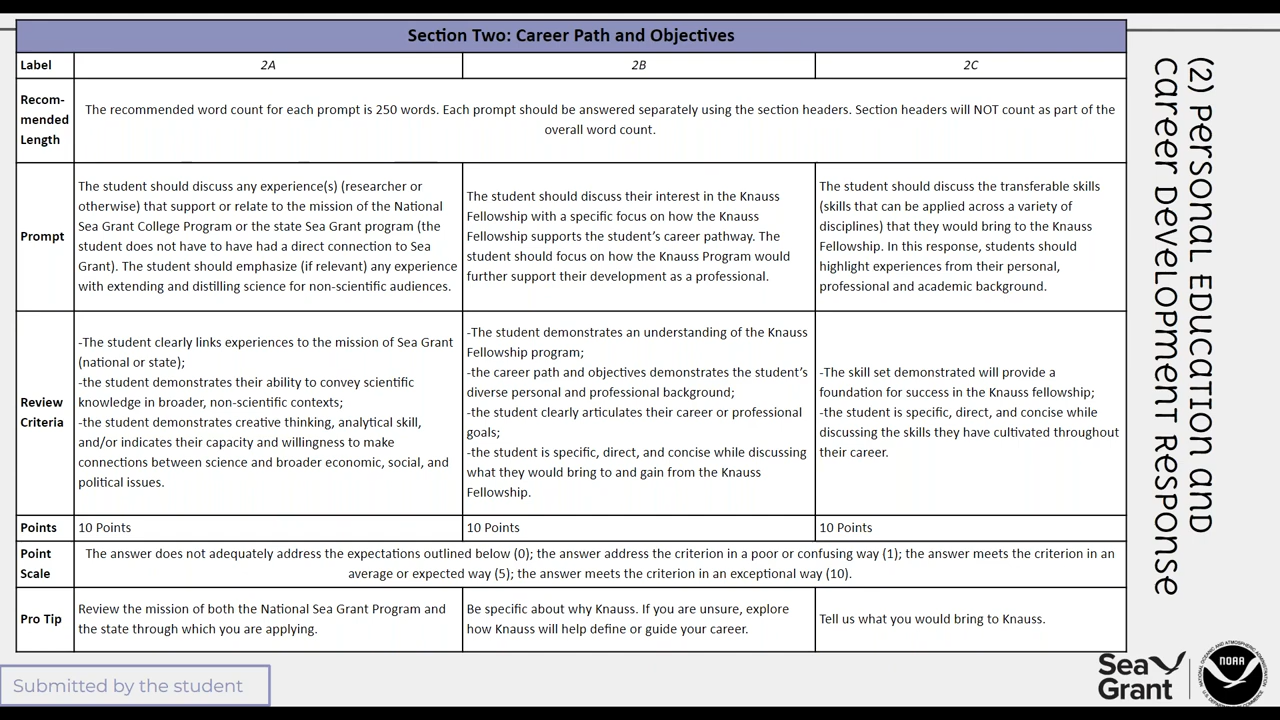 Section Two: Career Path and Objectives
Label
2A
2B
2C
Recom-
mended
Length
The recommended word count for each prompt is 250 words. Each prompt should be answered separately using the section headers. Section headers will NOT count as part of the
overall word count.
Prompt
The student should discuss any experience(s) (researcher or
otherwise) that support or relate to the mission of the National
Sea Grant College Program or the state Sea Grant program (the
student does not have to have had a direct connection to Sea
Grant). The student should emphasize (if relevant) any experience
with extending and distilling science for non-scientific audiences.
The student should discuss their interest in the Knauss
Fellowship with a specific focus on how the Knauss
Fellowship supports the student's career pathway. The
student should focus on how the Knauss Program would
further support their development as a professional.
The student should discuss the transferable skills
(skills that can be applied across a variety of
disciplines) that they would bring to the Knauss
Fellowship. In this response, students should
highlight experiences from their personal,
professional and academic background.
Review
Criteria
-The student clearly links experiences to the mission of Sea Grant
(national or state);
-the student demonstrates their ability to convey scientific
knowledge in broader, non-scientific contexts;
-the student demonstrates creative thinking, analytical skill,
and/or indicates their capacity and willingness to make
connections between science and broader economic, social, and
political issues.
-The student demonstrates an understanding of the Knauss
Fellowship program;
-the career path and objectives demonstrates the student's
diverse personal and professional background;
-the student clearly articulates their career or professional
goals;
-the student is specific, direct, and concise while discussing
what they would bring to and gain from the Knauss
Fellowship.
-The skill set demonstrated will provide a
foundation for success in the Knauss fellowship;
-the student is specific, direct, and concise while
discussing the skills they have cultivated throughout
their career.
Points
10 Points
10 Points
10 Points
Point
Scale
The answer does not adequately address the expectations outlined below (0); the answer address the criterion in a poor or confusing way (1); the answer meets the criterion in an
average or expected way (5); the answer meets the criterion in an exceptional way (10).
Pro Tip
Review the mission of both the National Sea Grant Program and
the state through which you are applying.
Be specific about why Knauss. If you are unsure, explore
how Knauss will help define or guide your career.
Tell us what you would bring to Knauss.
(2) Personal Education and
Career Development Response
Submitted by the student
Sea
Grant
NOAA